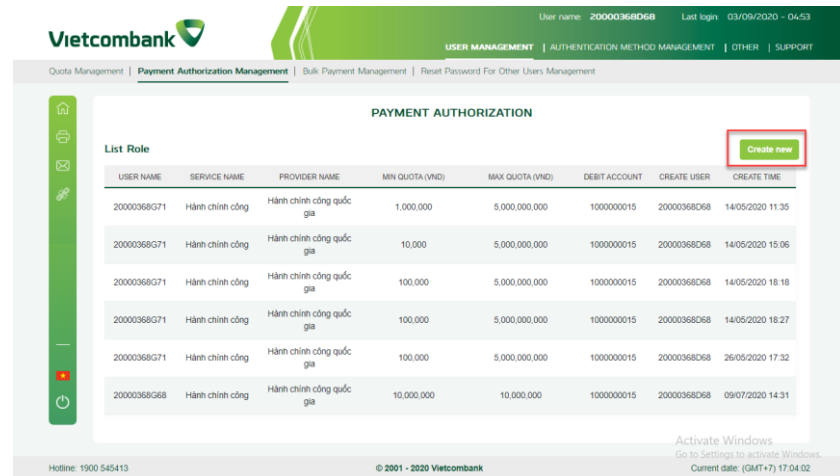 User name: 20000368D68 Last login: 03/09/2020 - 04:53
Vietcombank
USER MANAGEMENT | AUTHENTICATION METHOD MANAGEMENT | OTHER | SUPPORT
Quota Management | Payment Authorization Management | Bulk Payment Management | Reset Password For Other Users Management
PAYMENT AUTHORIZATION
List Role
Create new
USER NAME SERVICE NAME PROVIDER NAME MIN QUOTA (VND) MAX QUOTA (VND) DEBIT ACCOUNT CREATE USER CREATE TIME
20000368G71 Hành chính công Hành chính công quốc gia 1,000,000 5,000,000,000 1000000015 20000368D68 14/05/2020 11:35
20000368G71 Hành chính công Hành chính công quốc gia 10,000 5,000,000,000 1000000015 20000368D68 14/05/2020 15:06
20000368G71 Hành chính công Hành chính công quốc gia 100,000 5,000,000,000 1000000015 20000368D68 14/05/2020 18:18
20000368G71 Hành chính công Hành chính công quốc gia 100,000 5,000,000,000 1000000015 20000368D68 14/05/2020 18:27
20000368G71 Hành chính công Hành chính công quốc gia 100,000 5,000,000,000 1000000015 20000368D68 26/05/2020 17:32
20000368G68 Hành chính công Hành chính công quốc gia 10,000,000 10,000,000 1000000015 20000368D68 09/07/2020 14:31
Activate Windows
Go to Settings to activate Windows.
Hotline: 1900 545413 © 2001 - 2020 Vietcombank Current date: (GMT+7) 17:04:02